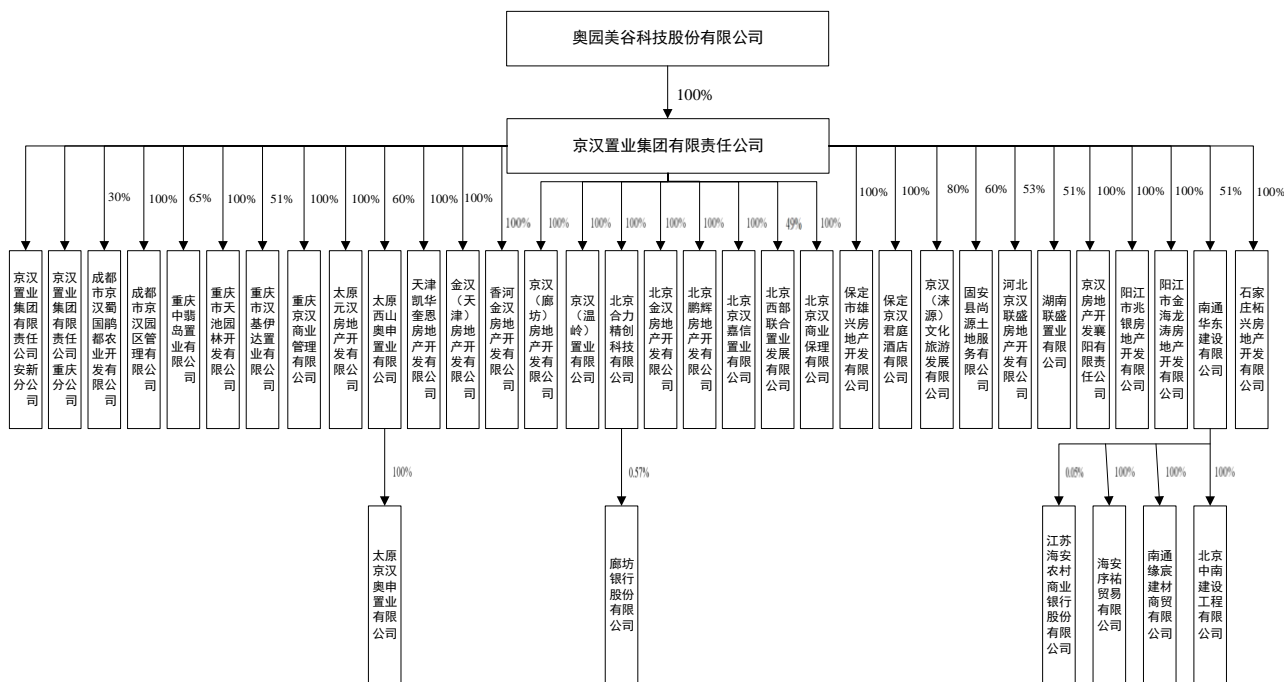 奥园美谷科技股份有限公司
100%
京汉置业集团有限责任公司
30%
100%
65%
100%
51%
100%
100%
60%
100%
100%
100%
100%
100%
100%
100%
100%
100%
49%
100%
100%
100%
80%
60%
53%
51%
100%
100%
100%
51%
100%
京汉置业集团有限责任公司安新分公司
京汉置业集团有限责任公司重庆分公司
成都市京汉蜀国鹃都农业开发有限公司
成都市京汉园区管理有限公司
重庆中翡岛置业有限公司
重庆市天池园林开发有限公司
重庆市汉基伊达置业有限公司
重庆京汉商业管理有限公司
太原元汉房地产开发有限公司
太原西山奥申置业有限公司
天津凯华奎恩房地产开发有限公司
金汉（天津）房地产开发有限公司
香河金汉房地产开发有限公司
京汉（廊坊）房地产开发有限公司
京汉（温岭）置业有限公司
北京合力精创科技有限公司
北京金汉房地产开发有限公司
北京鹏辉房地产开发有限公司
北京京汉嘉信置业有限公司
北京西部联合置业发展有限公司
北京京汉商业保理有限公司
保定市雄兴房地产开发有限公司
保定京汉君庭酒店有限公司
京汉（涞源）文化旅游发展有限公司
固安县尚源土地服务有限公司
河北京汉联盛房地产开发有限公司
湖南联盛置业有限公司
京汉房地产开发襄阳有限责任公司
阳江市兆银房地产开发有限公司
阳江市金海龙涛房地产开发有限公司
南通华东建设有限公司
石家庄柘兴房地产开发有限公司
100%
0.57%
0.05%
100%
100%
100%
太原京汉奥申置业有限公司
廊坊银行股份有限公司
江苏海安农村商业银行股份有限公司
海安祐序贸易有限公司
南通宸缘建材商贸有限公司
北京中南建设工程有限公司